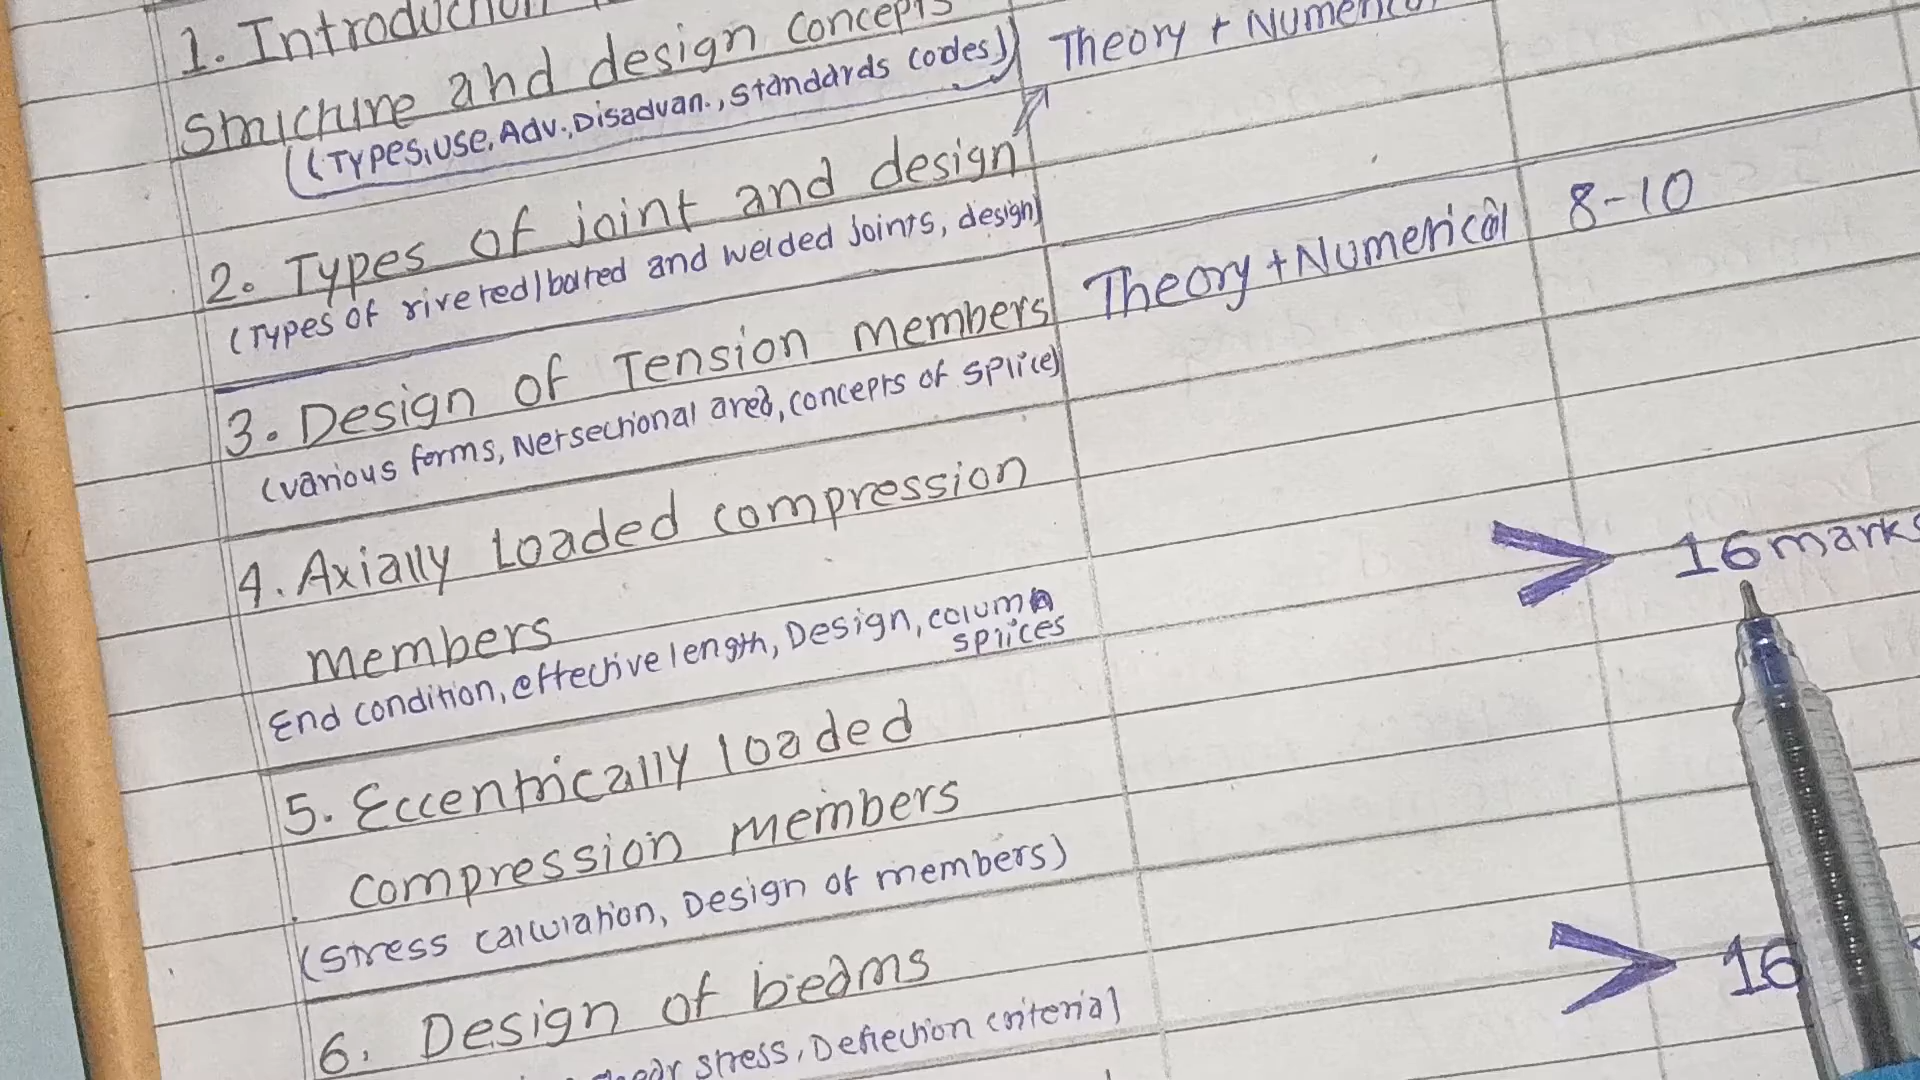 1. Introduction
Structure and design concepts
((Types, use, Adv., Disadvan., standards codes))
Theory + Numerical
2. Types of joint and design
(Types of riveted/bolted and welded joints, design)
3. Design of Tension members
Theory + Numerical
8-10
(various forms, Netsectional area, concepts of splice)
4. Axially Loaded compression
members
16 marks
End condition, effective length, Design, column
splices
5. Eccentrically loaded
compression members
(stress calculation, Design of members)
6. Design of beams
16
stress, Deflection criteria)